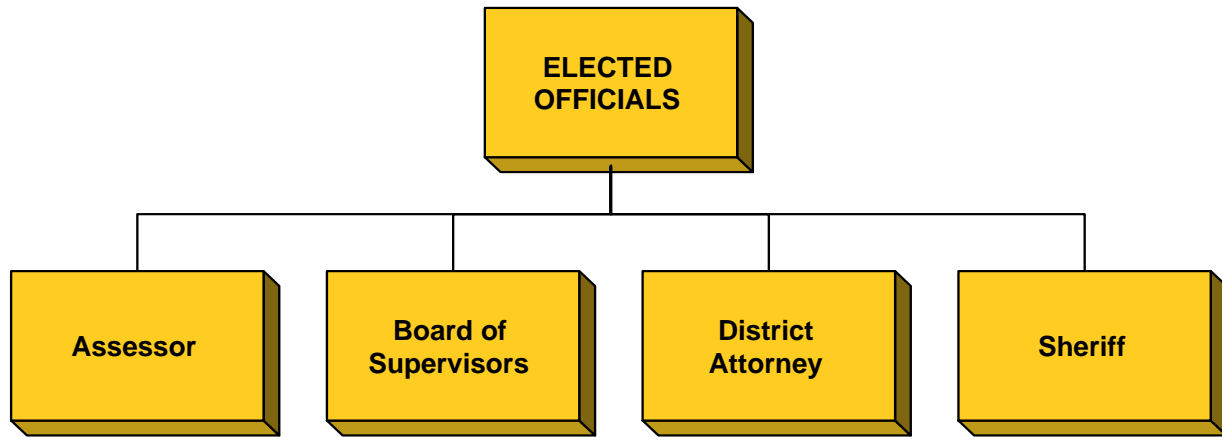 ELECTED
OFFICIALS
Assessor
Board of
Supervisors
District
Attorney
Sheriff